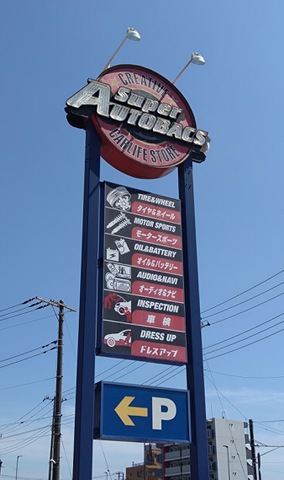 CREATIVE
Super
AUTOBACS
CARLIFE STORE
TIRE&WHEEL
タイヤ&ホイール
MOTOR SPORTS
モータースポーツ
OIL&BATTERY
オイル&バッテリー
AUDIO&NAVI
オーディオ&ナビ
INSPECTION
車検
DRESS UP
ドレスアップ
P